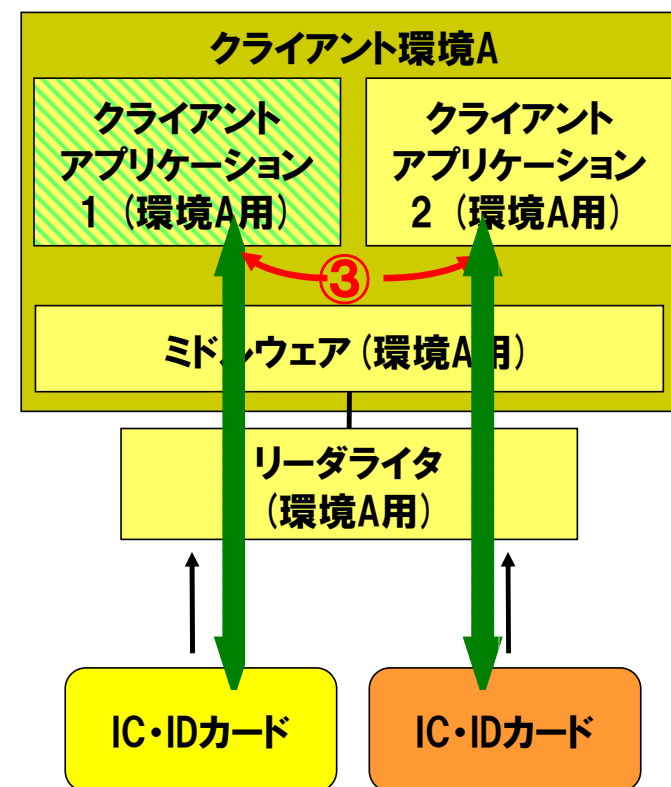 クライアント環境A
クライアント
アプリケーション
1（環境A用）
クライアント
アプリケーション
2（環境A用）
③
ミドルウェア（環境A用）
リーダライタ
（環境A用）
IC・IDカード
IC・IDカード